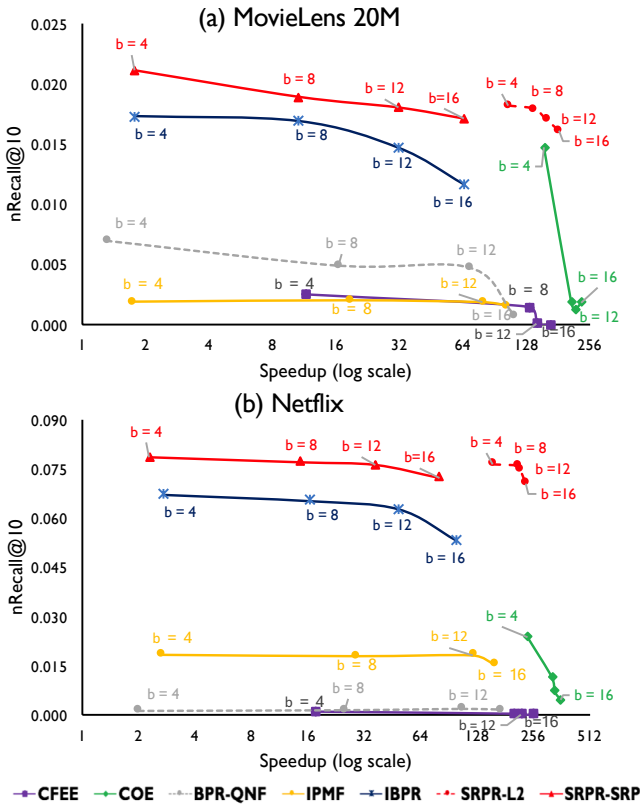 (a) MovieLens 20M
nRecall@10
0.025
0.020
0.015
0.010
0.005
0.000
b = 4
b = 8
b = 12
b=16
b = 4
b = 8
b =12
b=16
b = 4
b = 8
b = 12
b = 16
b = 4
b = 4
b = 8
b = 12
b = 16
b = 4
b = 8
b =12
b = 4
b = 8
b = 12
b =16
b = 16
b = 12
1 2 4 8 16 32 64 128 256
Speedup (log scale)
(b) Netflix
nRecall@10
0.090
0.075
0.060
0.045
0.030
0.015
0.000
b = 4
b = 8
b = 12
b=16
b = 4
b = 8
b =12
b=16
b = 4
b = 8
b = 12
b = 16
b = 4
b = 16
b = 4
b = 8
b = 12
b = 16
b = 4
b = 8
b = 12
b = 4
b =12
b=16
1 2 4 8 16 32 64 128 256 512
Speedup (log scale)
CFEE COE BPR-QNF IPMF IBPR SRPR-L2 SRPR-SRP